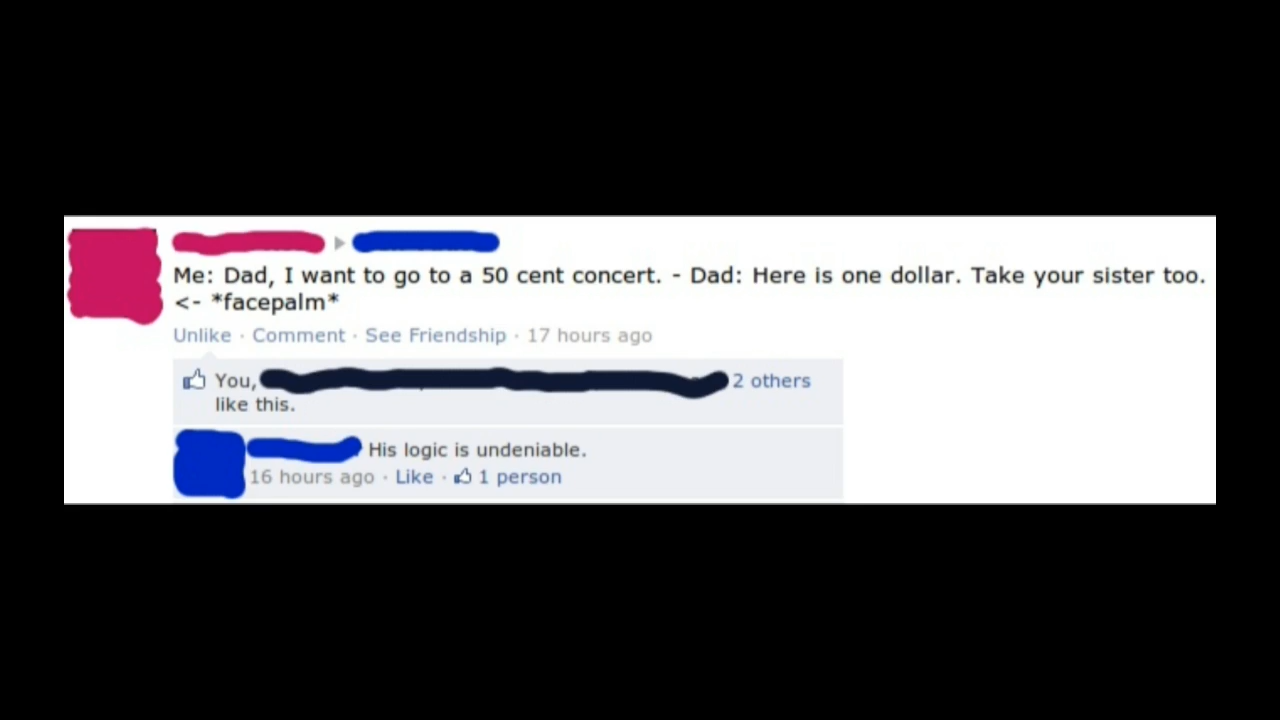 Me: Dad, I want to go to a 50 cent concert. - Dad: Here is one dollar. Take your sister too.
<- *facepalm*
Unlike · Comment · See Friendship · 17 hours ago
You, 2 others
like this.
His logic is undeniable.
16 hours ago · Like · 1 person